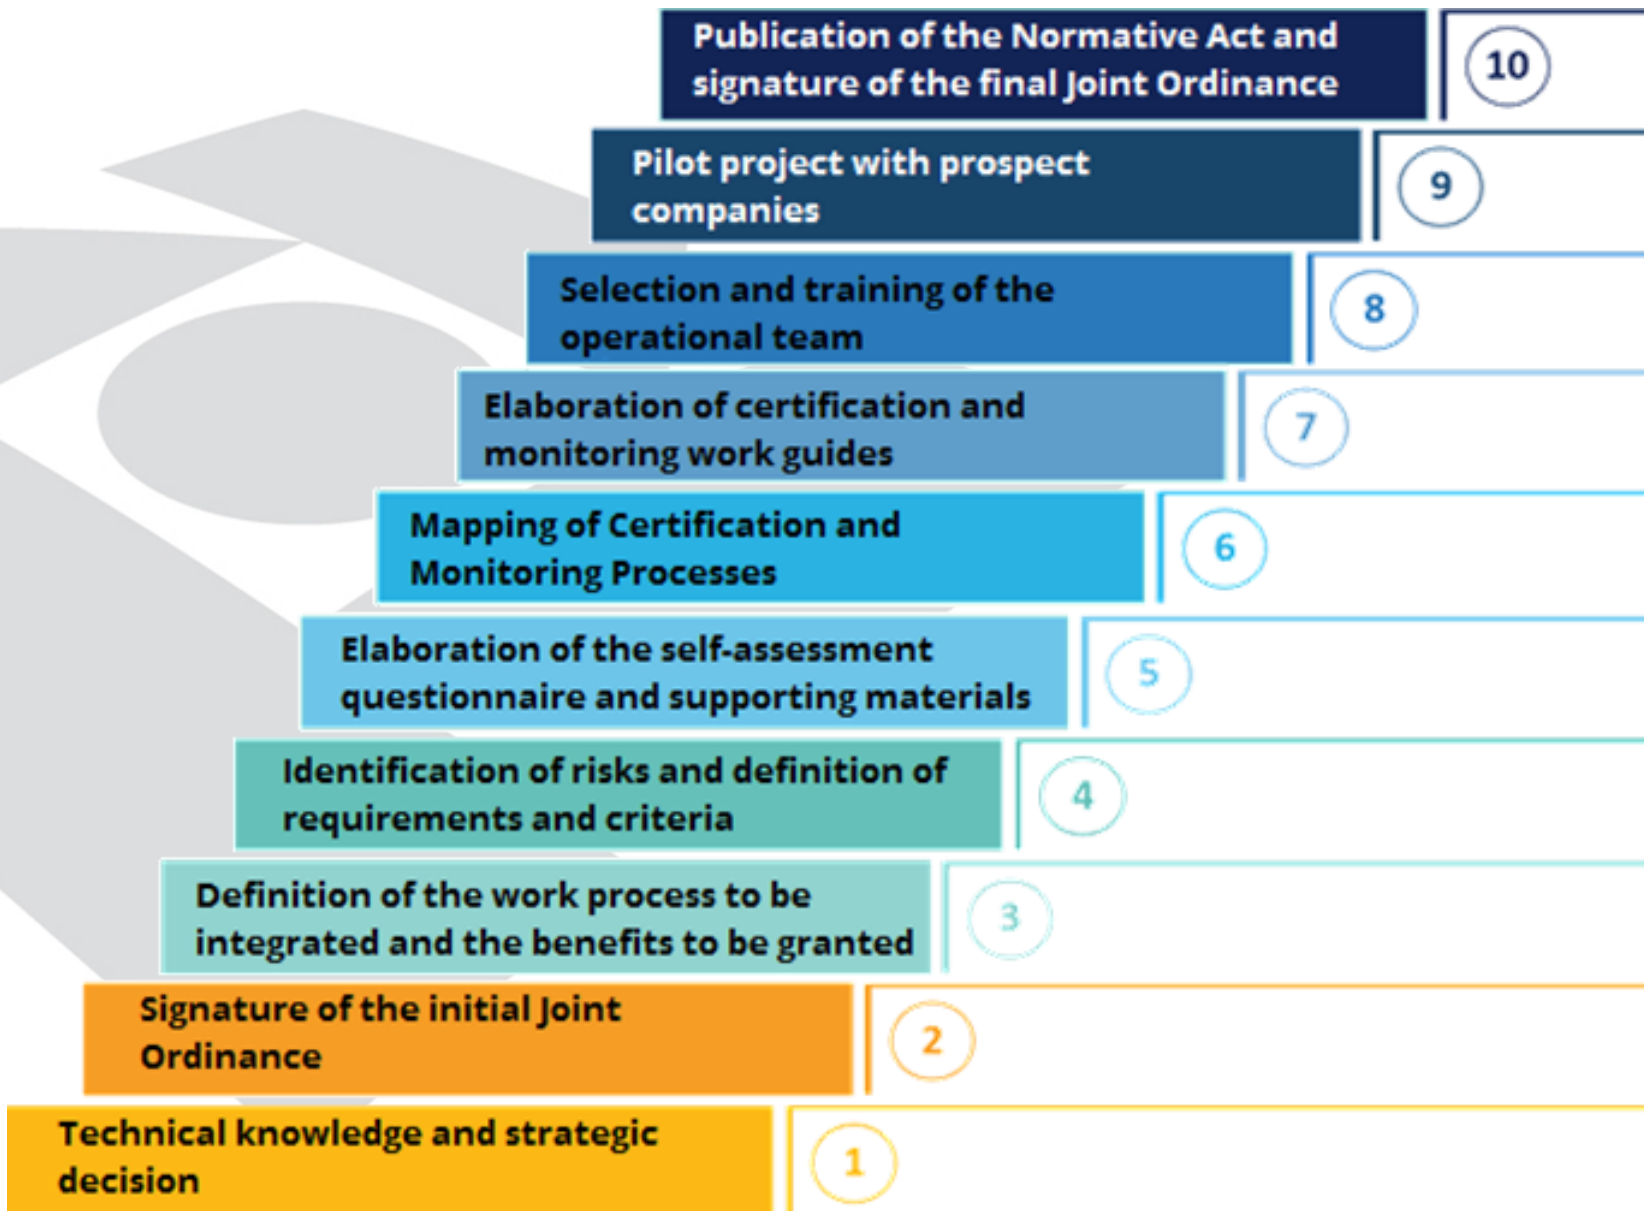 Publication of the Normative Act and
signature of the final Joint Ordinance
10
Pilot project with prospect
companies
9
Selection and training of the
operational team
8
Elaboration of certification and
monitoring work guides
7
Mapping of Certification and
Monitoring Processes
6
Elaboration of the self-assessment
questionnaire and supporting materials
5
Identification of risks and definition of
requirements and criteria
4
Definition of the work process to be
integrated and the benefits to be granted
3
Signature of the initial Joint
Ordinance
2
Technical knowledge and strategic
decision
1